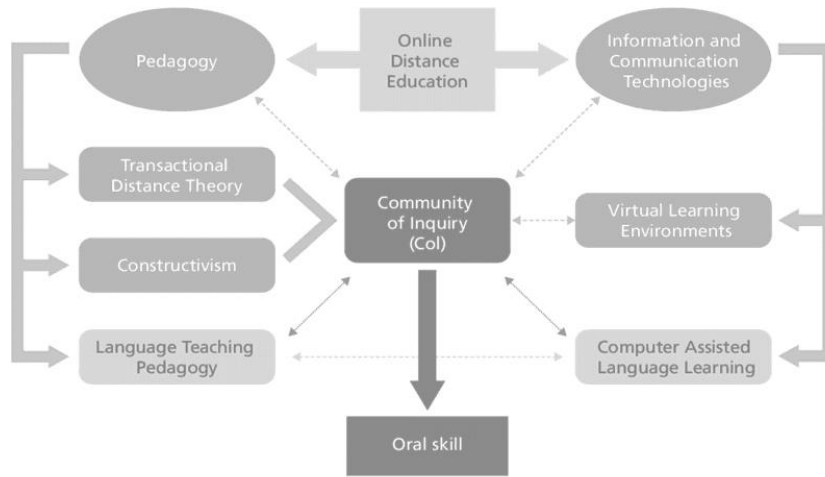 Pedagogy
Online
Distance
Education
Information and
Communication
Technologies
Transactional
Distance Theory
Community
of Inquiry
(CoI)
Virtual Learning
Environments
Constructivism
Language Teaching
Pedagogy
Computer Assisted
Language Learning
Oral skill